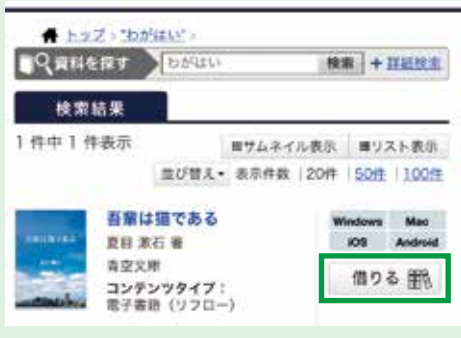 トップ > "わがはい" >
資料を探す わがはい 検索 + 詳細検索
検索結果
1 件中 1 件表示 サムネイル表示 リスト表示
並び替え 表示件数 | 20件 | 50件 | 100件
吾輩は猫である Windows Mac
夏目 漱石 著 iOS Android
青空文庫 借りる
コンテンツタイプ：
電子書籍（リフロー）